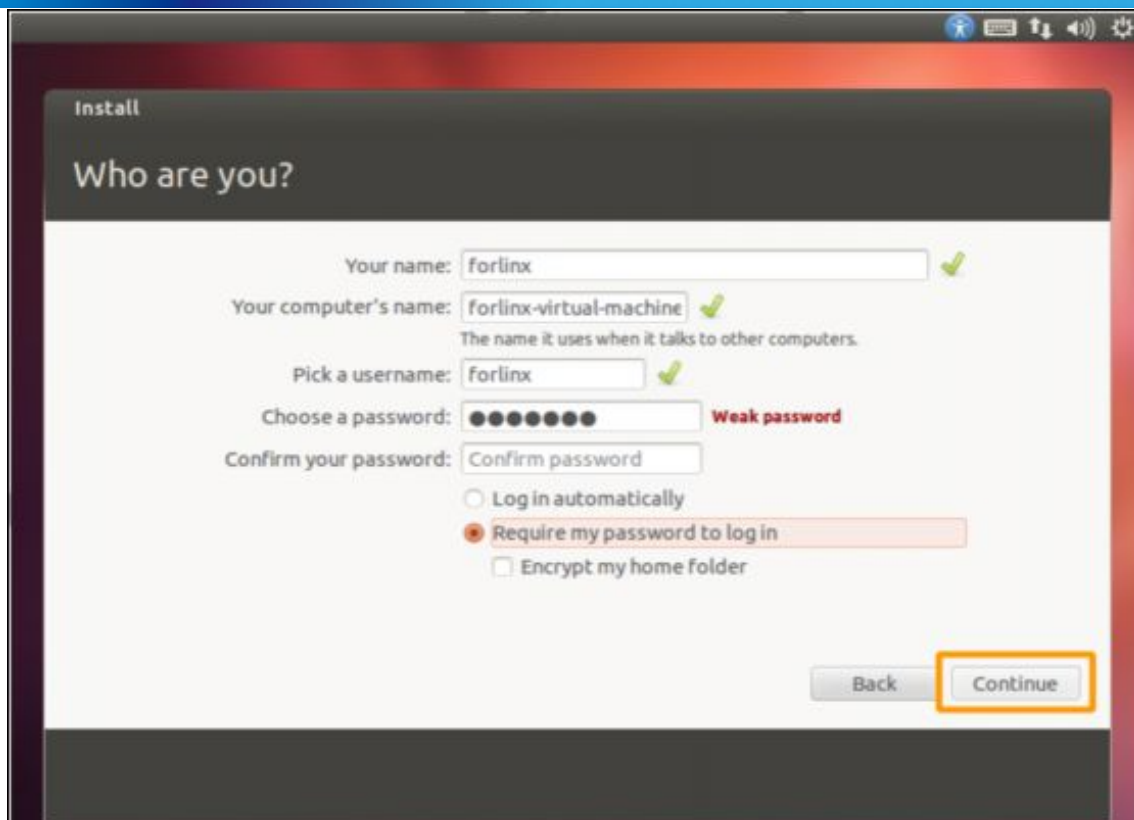 Install
Who are you?
Your name: forlinx
Your computer's name: forlinx-virtual-machine
The name it uses when it talks to other computers.
Pick a username: forlinx
Choose a password: ●●●●●●● Weak password
Confirm your password: Confirm password
Log in automatically
Require my password to log in
Encrypt my home folder
Back Continue